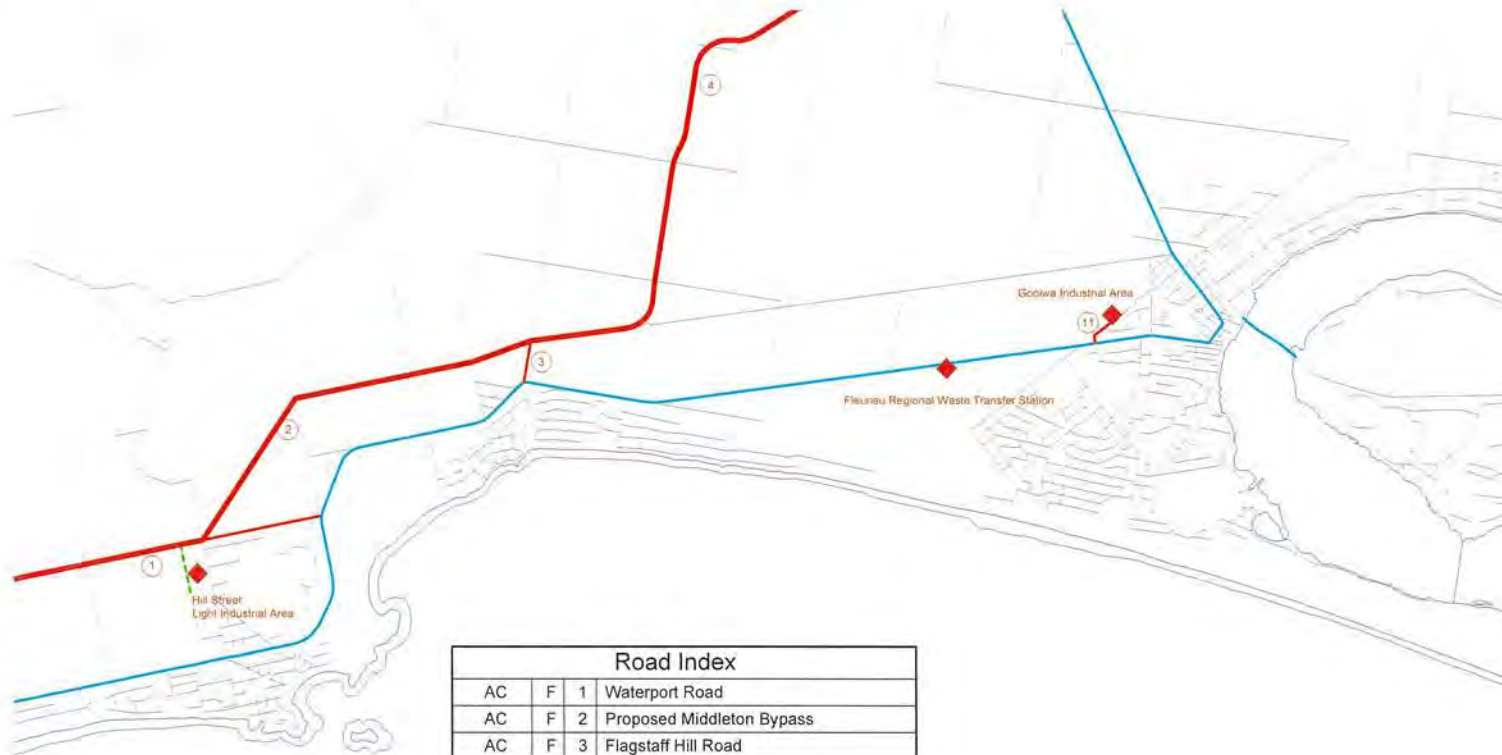 4
Goolwa Industrial Area
11
3
Fleurieu Regional Waste Transfer Station
2
1
Hill Street
Light Industrial Area
Road Index
AC F 1 Waterport Road
AC F 2 Proposed Middleton Bypass
AC F 3 Flagstaff Hill Road